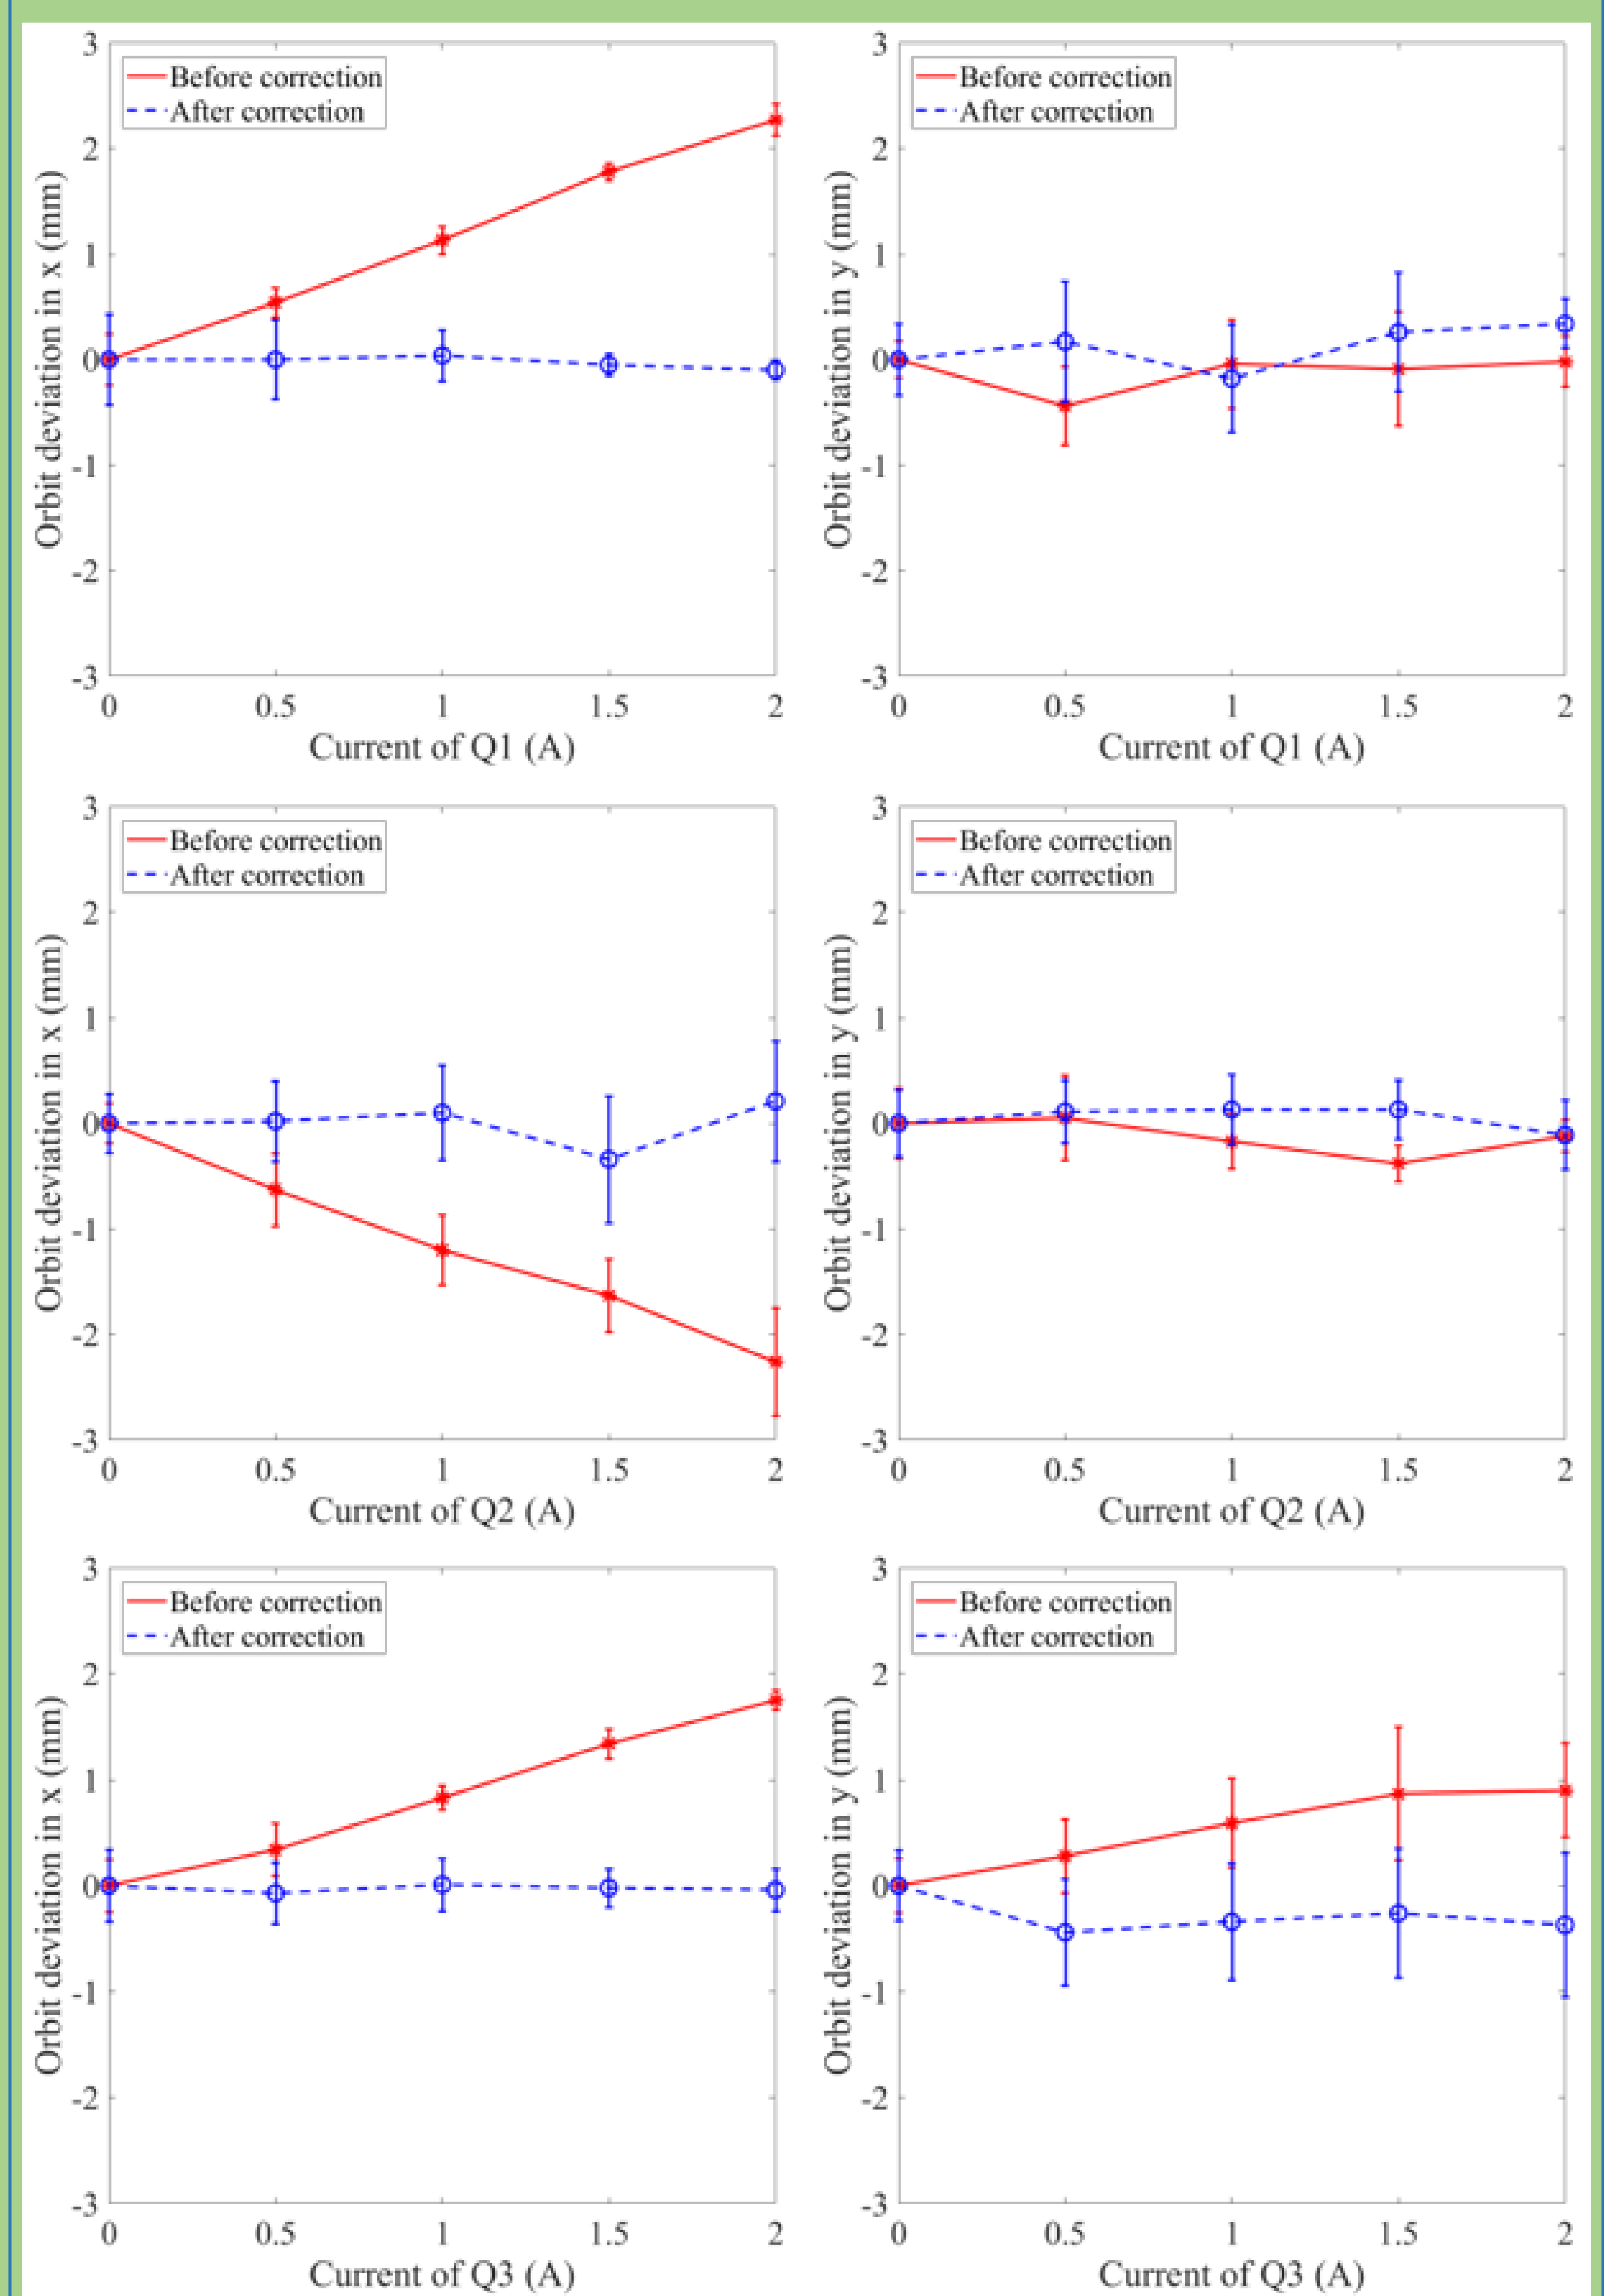 3
2
1
0
-1
-2
-3
Orbit deviation in x (mm)
Before correction
After correction
0 0.5 1 1.5 2
Current of Q1 (A)
3
2
1
0
-1
-2
-3
Orbit deviation in y (mm)
Before correction
After correction
0 0.5 1 1.5 2
Current of Q1 (A)
3
2
1
0
-1
-2
-3
Orbit deviation in x (mm)
Before correction
After correction
0 0.5 1 1.5 2
Current of Q2 (A)
3
2
1
0
-1
-2
-3
Orbit deviation in y (mm)
Before correction
After correction
0 0.5 1 1.5 2
Current of Q2 (A)
3
2
1
0
-1
-2
-3
Orbit deviation in x (mm)
Before correction
After correction
0 0.5 1 1.5 2
Current of Q3 (A)
3
2
1
0
-1
-2
-3
Orbit deviation in y (mm)
Before correction
After correction
0 0.5 1 1.5 2
Current of Q3 (A)